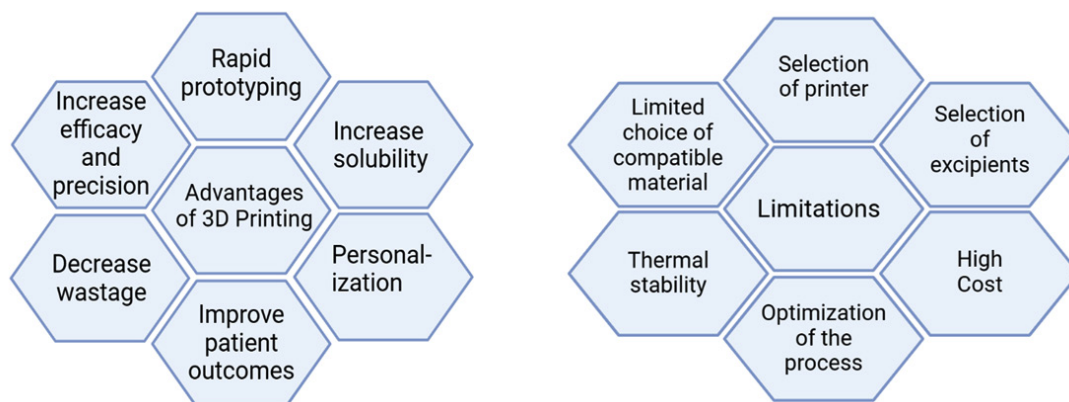 Rapid
prototyping
Increase
efficacy
and
precision
Increase
solubility
Advantages
of 3D Printing
Decrease
wastage
Personal-
ization
Improve
patient
outcomes
Selection
of printer
Limited
choice of
compatible
material
Selection
of
excipients
Limitations
Thermal
stability
High
Cost
Optimization
of the
process